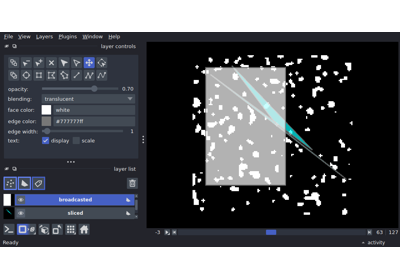 File View Layers Plugins Window Help
layer controls
opacity: 0.70
blending: translucent
face color: white
edge color: #777777ff
edge width: 1
text: display scale
layer list
broadcasted
sliced
-3 63 127
Ready activity